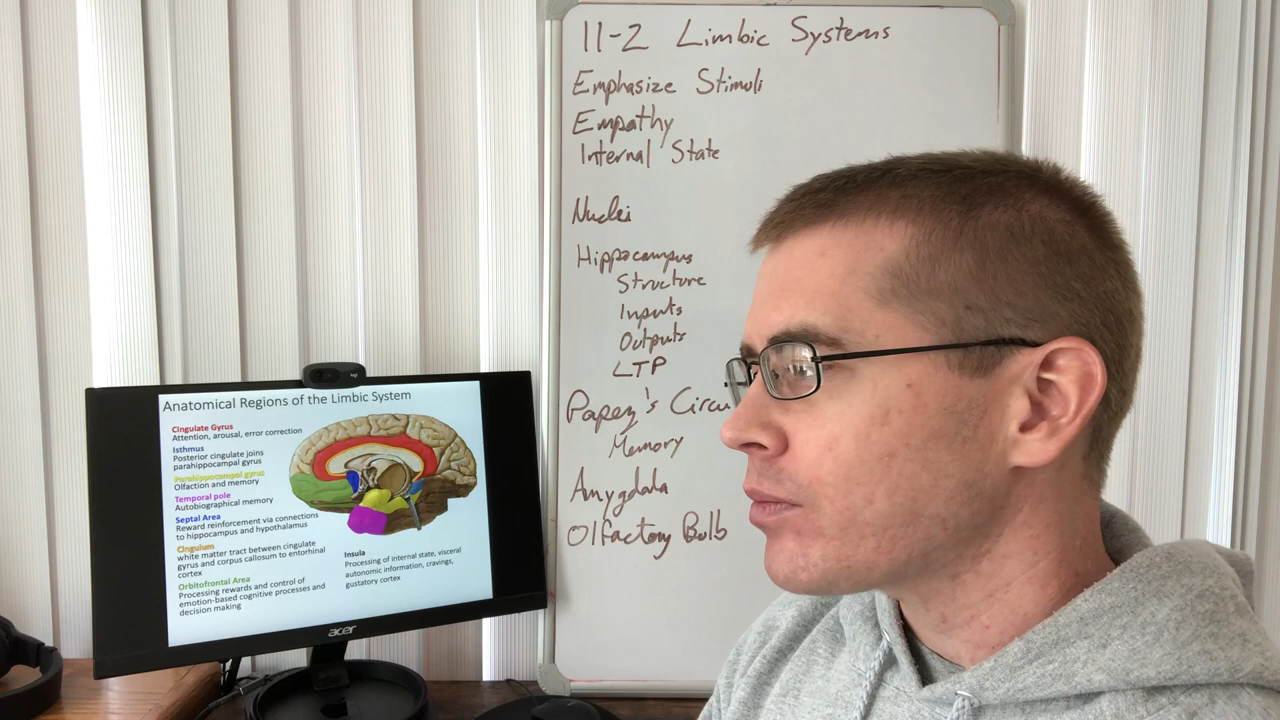 11-2 Limbic Systems
Emphasize Stimuli
Empathy
Internal State
Nuclei
Hippocampus
Structure
Inputs
Outputs
LTP
Papez's Circu
Memory
Amygdala
Olfactory Bulb
Anatomical Regions of the Limbic System
Cingulate Gyrus
Attention, arousal, error correction
Isthmus
Posterior cingulate joins
parahippocampal gyrus
Parahippocampal gyrus
Olfaction and memory
Temporal pole
Autobiographical memory
Septal Area
Reward reinforcement via connections
to hippocampus and hypothalamus
Cingulum
white matter tract between cingulate
gyrus and corpus callosum to entorhinal
cortex
Orbitofrontal Area
Processing rewards and control of
emotion-based cognitive processes and
decision making
Insula
Processing of internal state, visceral
autonomic information, cravings,
gustatory cortex
acer
logi